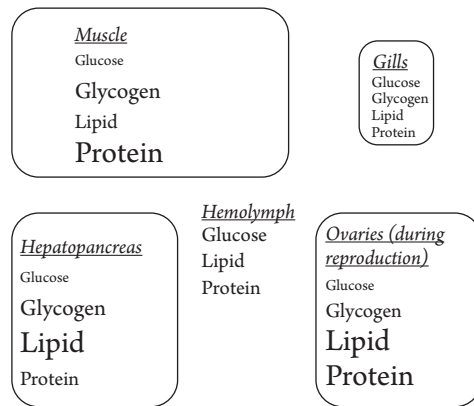 Muscle
Glucose
Glycogen
Lipid
Protein
Gills
Glucose
Glycogen
Lipid
Protein
Hepatopancreas
Glucose
Glycogen
Lipid
Protein
Hemolymph
Glucose
Lipid
Protein
Ovaries (during
reproduction)
Glucose
Glycogen
Lipid
Protein